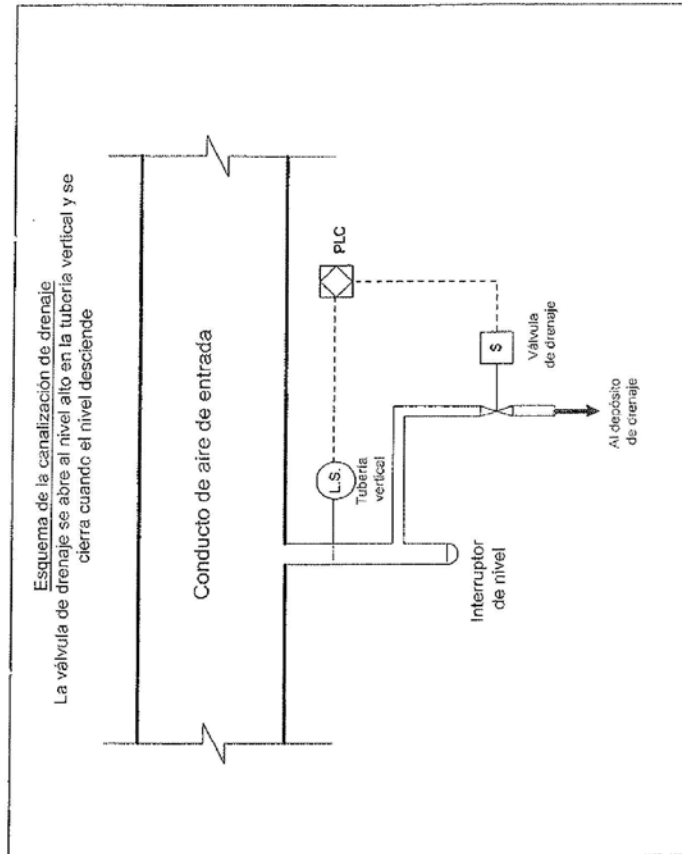 Esquema de la canalización de drenaje
La válvula de drenaje se abre al nivel alto en la tubería vertical y se
cierra cuando el nivel desciende
Conducto de aire de entrada
L.S.
Tubería
vértical
PLC
S
Válvula
de drenaje
Interruptor
de nivel
Al depósito
de drenaje